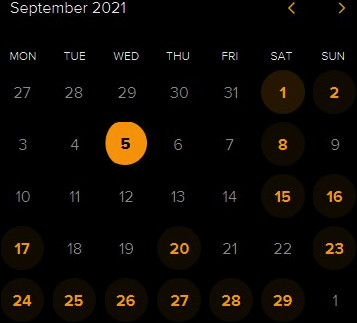 September 2021
MON TUE WED THU FRI SAT SUN
27 28 29 30 31 1 2
3 4 5 6 7 8 9
10 11 12 13 14 15 16
17 18 19 20 21 22 23
24 25 26 27 28 29 1